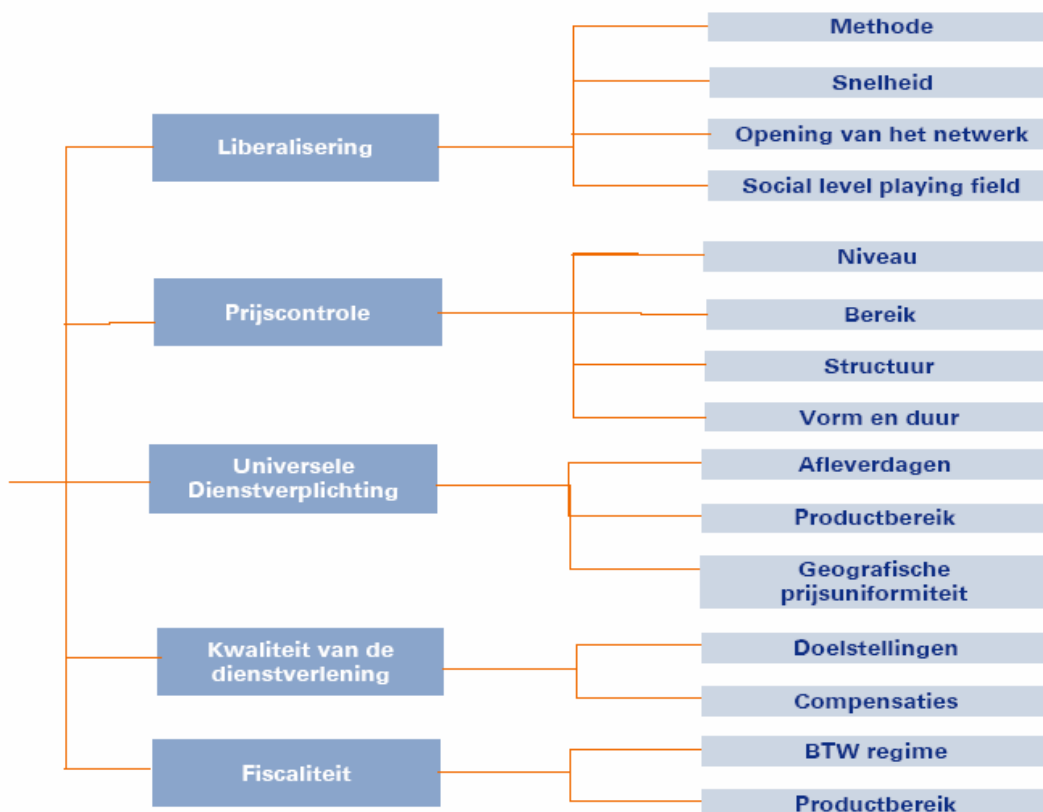 Liberalisering
Methode
Snelheid
Opening van het netwerk
Social level playing field
Prijscontrole
Niveau
Bereik
Structuur
Vorm en duur
Universele
Dienstverplichting
Afleverdagen
Productbereik
Geografische
prijsuniformiteit
Kwaliteit van de
dienstverlening
Doelstellingen
Compensaties
Fiscaliteit
BTW regime
Productbereik